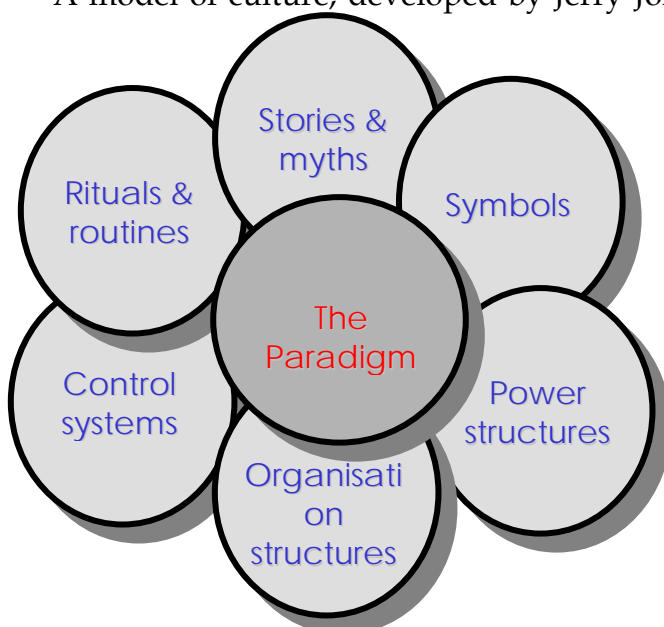 A model of culture, developed by Jerry
Stories &
myths
Rituals &
routines
Symbols
The
Paradigm
Control
systems
Power
structures
Organisati
on
structures